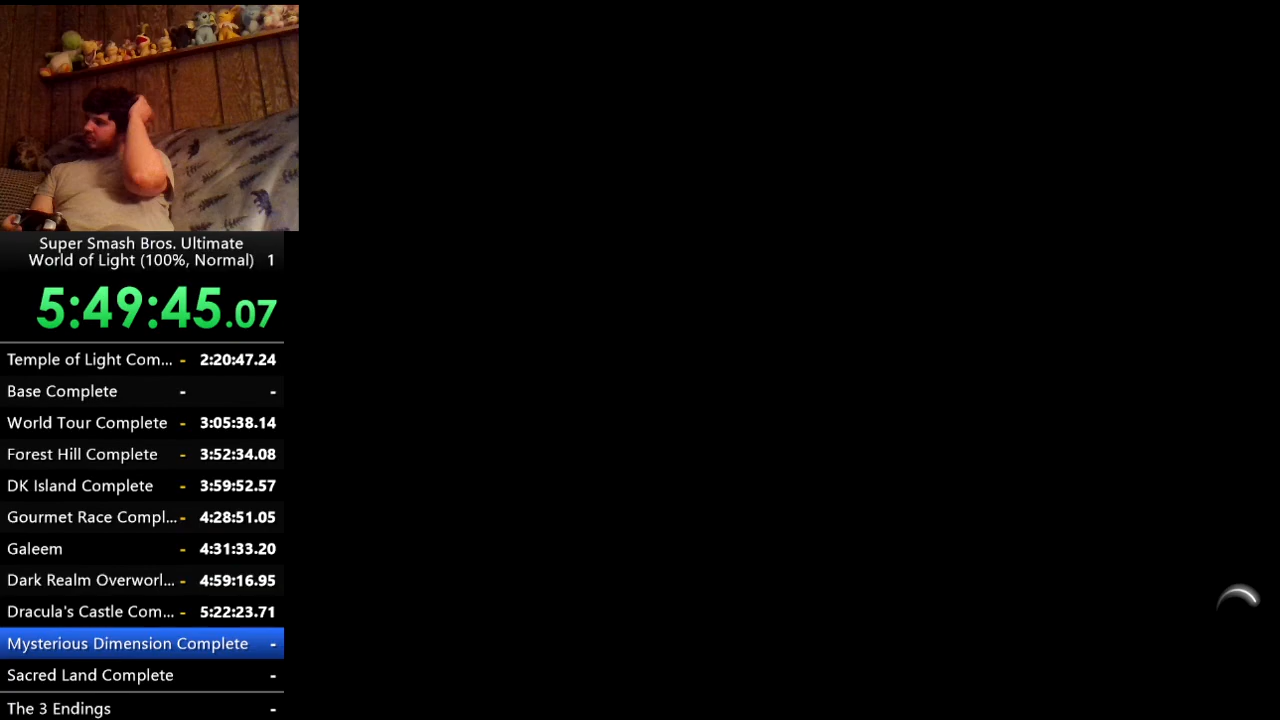 Super Smash Bros. Ultimate
World of Light (100%, Normal) 1
5:49:45.07
Temple of Light Com... - 2:20:47.24
Base Complete - -
World Tour Complete - 3:05:38.14
Forest Hill Complete - 3:52:34.08
DK Island Complete - 3:59:52.57
Gourmet Race Compl... - 4:28:51.05
Galeem - 4:31:33.20
Dark Realm Overworl... - 4:59:16.95
Dracula's Castle Com... - 5:22:23.71
Mysterious Dimension Complete -
Sacred Land Complete -
The 3 Endings -